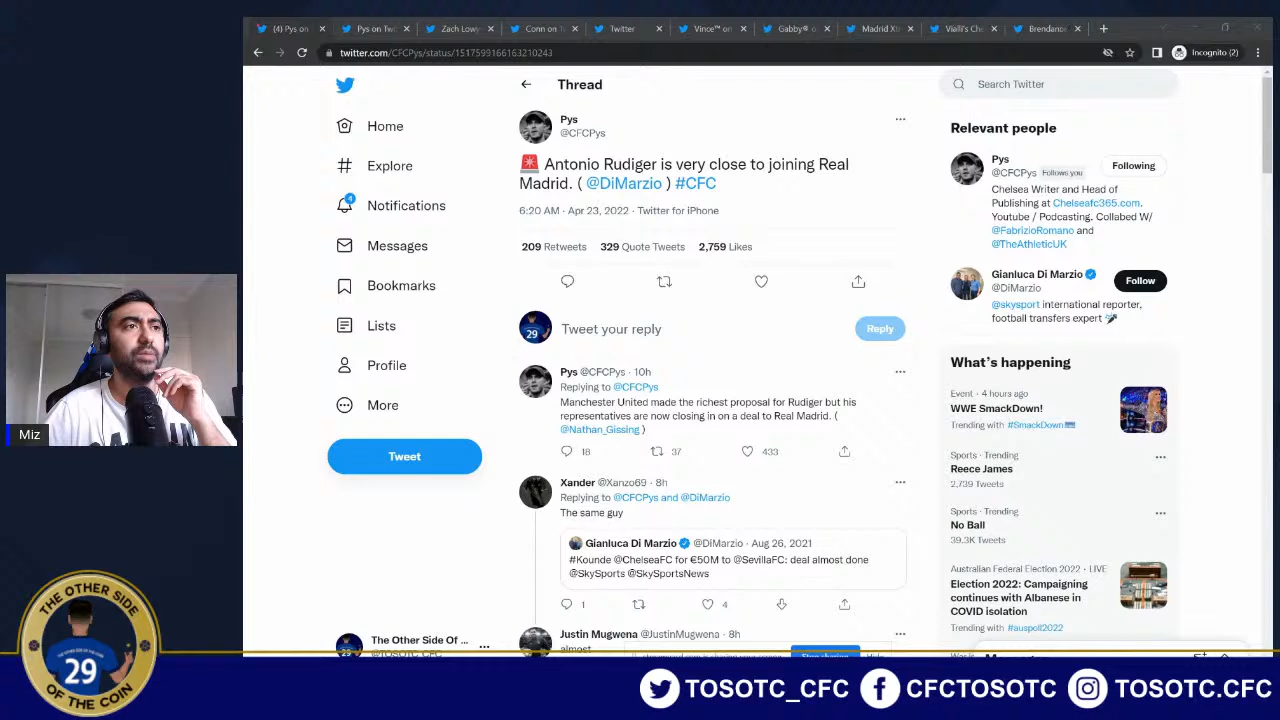 (4) Pys on
Pys on Twi
Zach Lowy
Conn on T
Twitter
Vince™ on
Gabby® o
Madrid Xtr
Vialli's Che
Brendano
twitter.com/CFCPys/status/1517599166163210243
Incognito (2)
Home
Explore
4
Notifications
Messages
Bookmarks
Lists
Profile
More
Tweet
The Other Side Of ...
@TOSOTC_CFC
Thread
Pys
@CFCPys
Antonio Rudiger is very close to joining Real
Madrid. ( @DiMarzio ) #CFC
6:20 AM · Apr 23, 2022 · Twitter for iPhone
209 Retweets 329 Quote Tweets 2,759 Likes
29
Tweet your reply
Reply
Pys @CFCPys · 10h
Replying to @CFCPys
Manchester United made the richest proposal for Rudiger but his
representatives are now closing in on a deal to Real Madrid. (
@Nathan_Gissing )
18 37 433
Xander @Xanzo69 · 8h
Replying to @CFCPys and @DiMarzio
The same guy
Gianluca Di Marzio @DiMarzio · Aug 26, 2021
#Kounde @ChelseaFC for €50M to @SevillaFC: deal almost done
@SkySports @SkySportsNews
1 4
Justin Mugwena @JustinMugwena · 8h
almost
Stop sharing
Hide
Search Twitter
Relevant people
Pys
@CFCPys Follows you
Following
Chelsea Writer and Head of
Publishing at Chelseafc365.com.
Youtube / Podcasting. Collabed W/
@FabrizioRomano and
@TheAthleticUK
Gianluca Di Marzio
@DiMarzio
Follow
@skysport international reporter,
football transfers expert
What's happening
Event · 4 hours ago
WWE SmackDown!
Trending with #SmackDown
Sports · Trending
Reece James
2,739 Tweets
Sports · Trending
No Ball
39.3K Tweets
Australian Federal Election 2022 · LIVE
Election 2022: Campaigning
continues with Albanese in
COVID isolation
Trending with #auspoll2022
Miz
THE OTHER SIDE
29
OF THE COIN
TOSOTC_CFC
CFCTOSOTC
TOSOTC.CFC